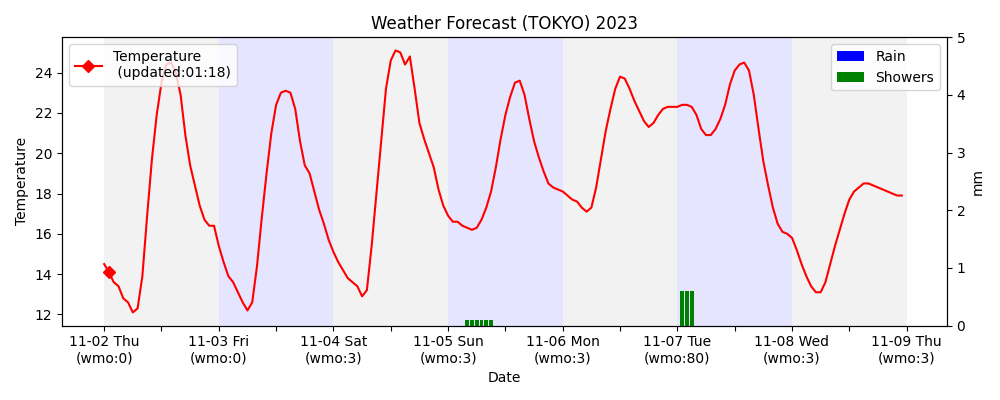 Weather Forecast (TOKYO) 2023
Temperature
(updated:01:18)
Rain
Showers
Temperature
24
22
20
18
16
14
12
5
4
3
2
1
0
mm
11-02 Thu
(wmo:0)
11-03 Fri
(wmo:0)
11-04 Sat
(wmo:3)
11-05 Sun
(wmo:3)
11-06 Mon
(wmo:3)
11-07 Tue
(wmo:80)
11-08 Wed
(wmo:3)
11-09 Thu
(wmo:3)
Date